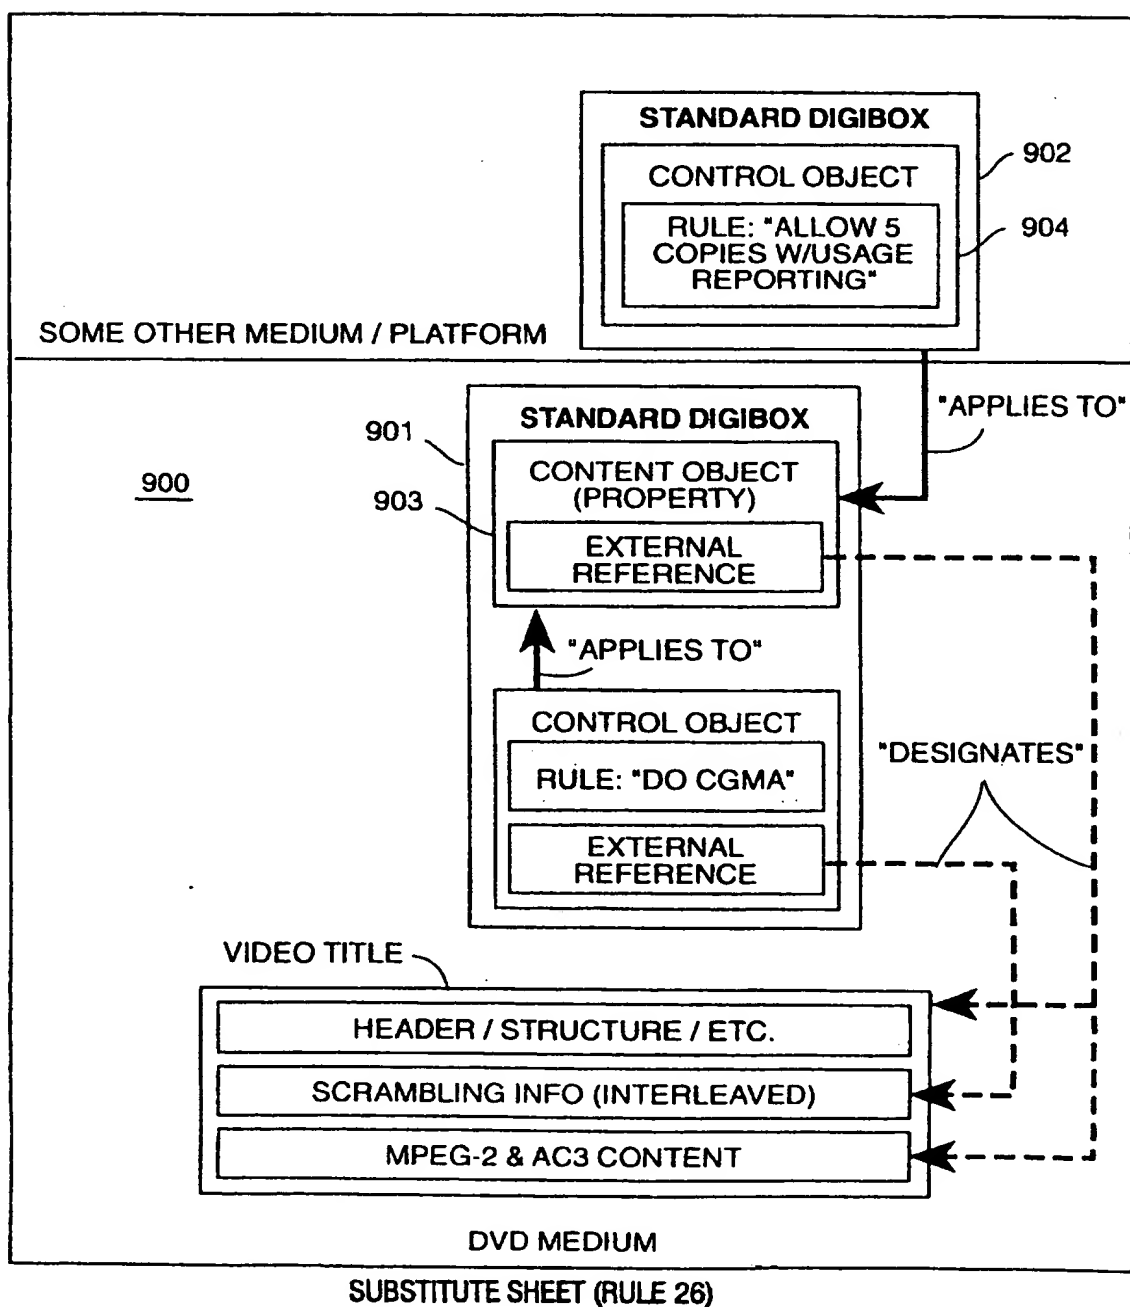 STANDARD DIGIBOX
902
CONTROL OBJECT
904
RULE: "ALLOW 5
COPIES W/USAGE
REPORTING"
SOME OTHER MEDIUM / PLATFORM
"APPLIES TO"
STANDARD DIGIBOX
901
900
CONTENT OBJECT
(PROPERTY)
903
EXTERNAL
REFERENCE
"APPLIES TO"
CONTROL OBJECT
"DESIGNATES"
RULE: "DO CGMA"
EXTERNAL
REFERENCE
VIDEO TITLE
HEADER / STRUCTURE / ETC.
SCRAMBLING INFO (INTERLEAVED)
MPEG-2 & AC3 CONTENT
DVD MEDIUM
SUBSTITUTE SHEET (RULE 26)